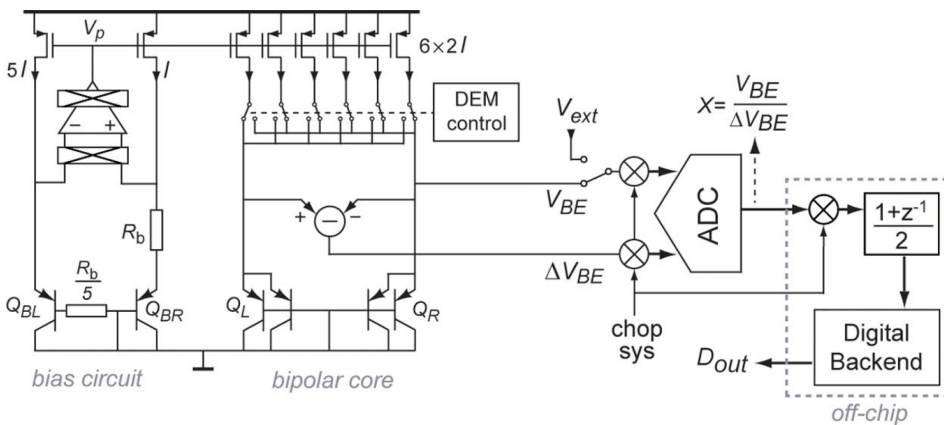 V_p
5I
I
6×2I
DEM
control
V_ext
X= V_BE / ΔV_BE
− +
+ − −
R_b
R_b / 5
Q_BL
Q_BR
Q_L
Q_R
V_BE
ΔV_BE
ADC
1+z⁻¹ / 2
chop
sys
D_out
Digital
Backend
bias circuit
bipolar core
off-chip